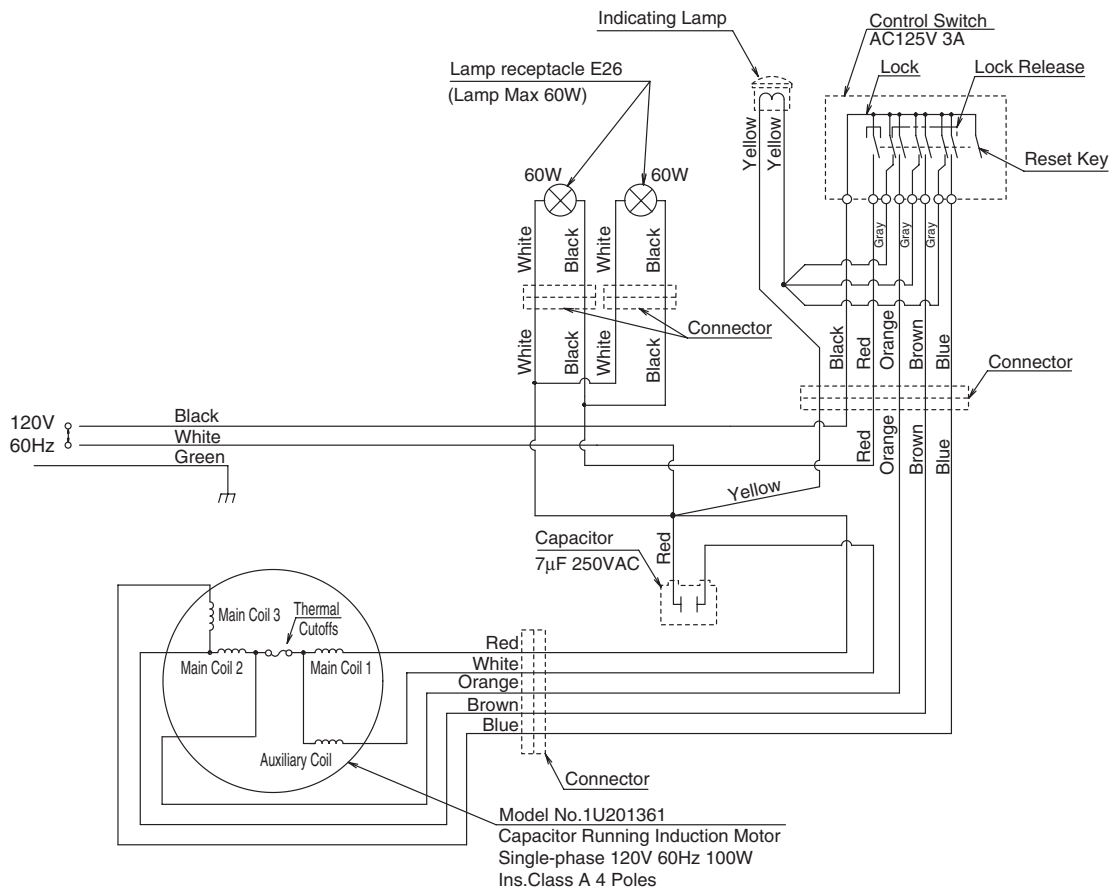 Indicating Lamp
Control Switch
AC125V 3A
Lock
Lock Release
Reset Key
Lamp receptacle E26
(Lamp Max 60W)
60W
60W
Yellow
Yellow
White
Black
White
Black
Gray
Gray
Gray
Connector
White
Black
White
Black
Black
Red
Orange
Brown
Blue
Connector
120V
60Hz
Black
White
Green
Red
Orange
Brown
Blue
Yellow
Capacitor
7μF 250VAC
Red
Main Coil 3
Thermal
Cutoffs
Main Coil 2
Main Coil 1
Auxiliary Coil
Red
White
Orange
Brown
Blue
Connector
Model No.1U201361
Capacitor Running Induction Motor
Single-phase 120V 60Hz 100W
Ins.Class A 4 Poles